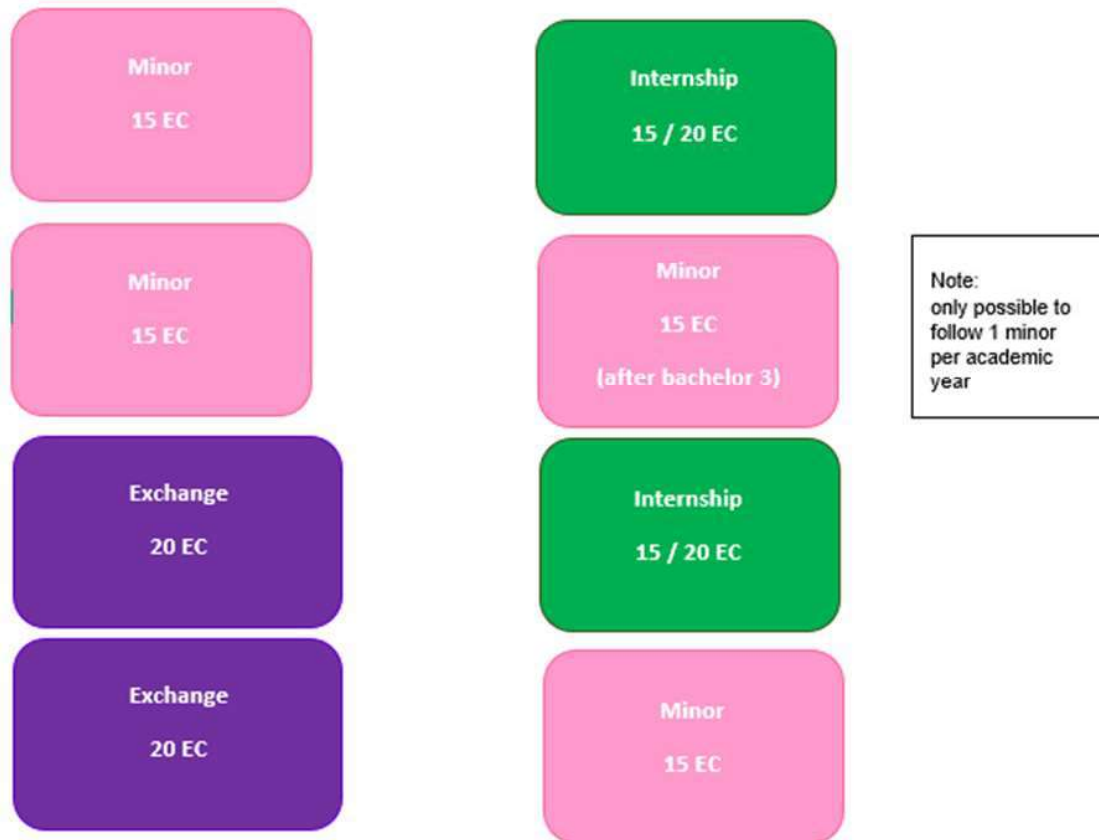 Minor
15 EC
Internship
15 / 20 EC
Minor
15 EC
Minor
15 EC
(after bachelor 3)
Note:
only possible to
follow 1 minor
per academic
year
Exchange
20 EC
Internship
15 / 20 EC
Exchange
20 EC
Minor
15 EC